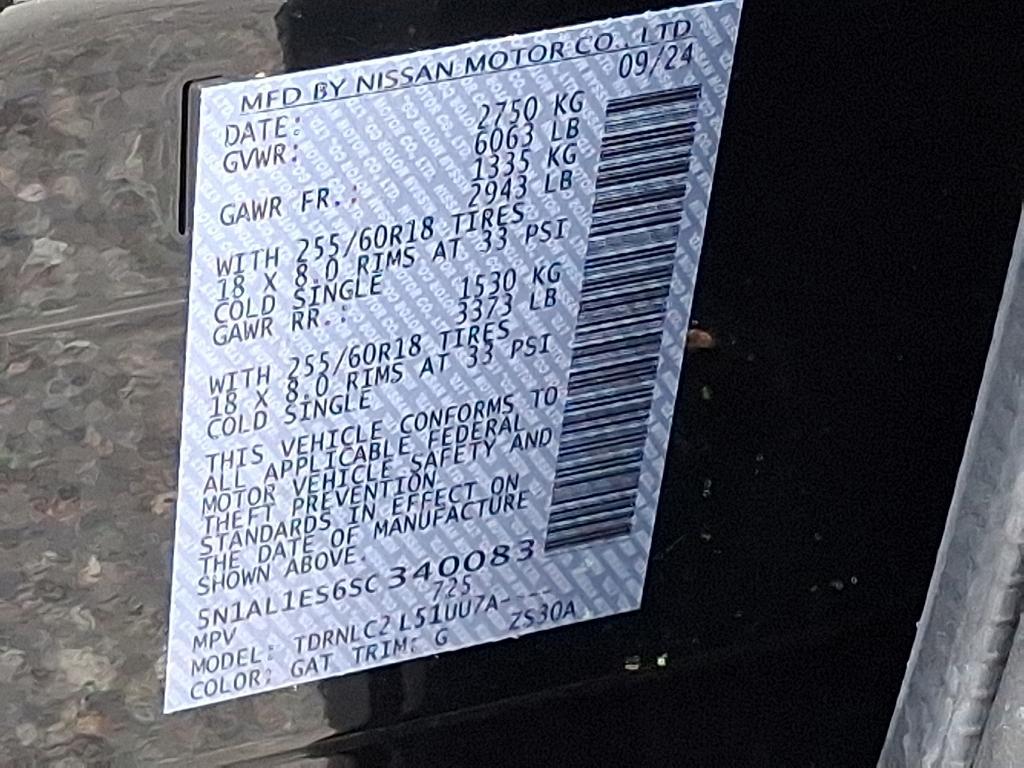 MFD BY NISSAN MOTOR CO., LTD
DATE: 09/24
GVWR: 2750 KG
6063 LB
GAWR FR.: 1335 KG
2943 LB
WITH 255/60R18 TIRES
18 X 8.0 RIMS AT 33 PSI
COLD SINGLE
GAWR RR.: 1530 KG
3373 LB
WITH 255/60R18 TIRES
18 X 8.0 RIMS AT 33 PSI
COLD SINGLE
THIS VEHICLE CONFORMS TO
ALL APPLICABLE FEDERAL
MOTOR VEHICLE SAFETY AND
THEFT PREVENTION
STANDARDS IN EFFECT ON
THE DATE OF MANUFACTURE
SHOWN ABOVE.
5N1AL1ES6SC340083
MPV 725
MODEL: TDRNLC2 L51UU7A----
COLOR: GAT TRIM: G ZS30A